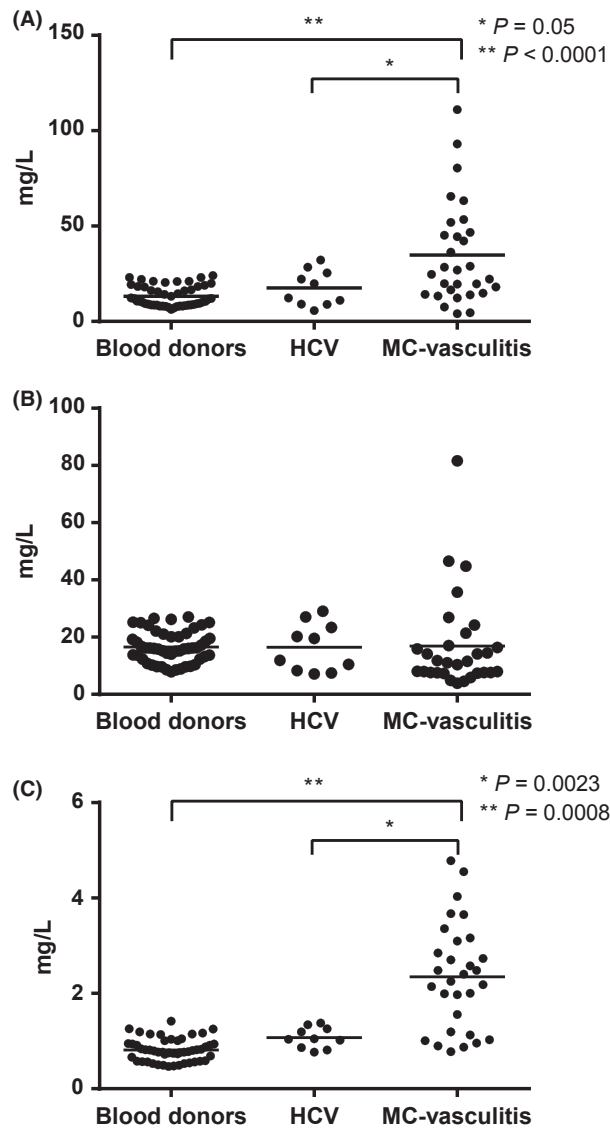 (A)
** * P = 0.05
** P < 0.0001
*
150
100
50
0
mg/L
Blood donors HCV MC-vasculitis
(B)
100
80
60
40
20
0
mg/L
Blood donors HCV MC-vasculitis
(C)
** * P = 0.0023
** P = 0.0008
*
6
4
2
0
mg/L
Blood donors HCV MC-vasculitis